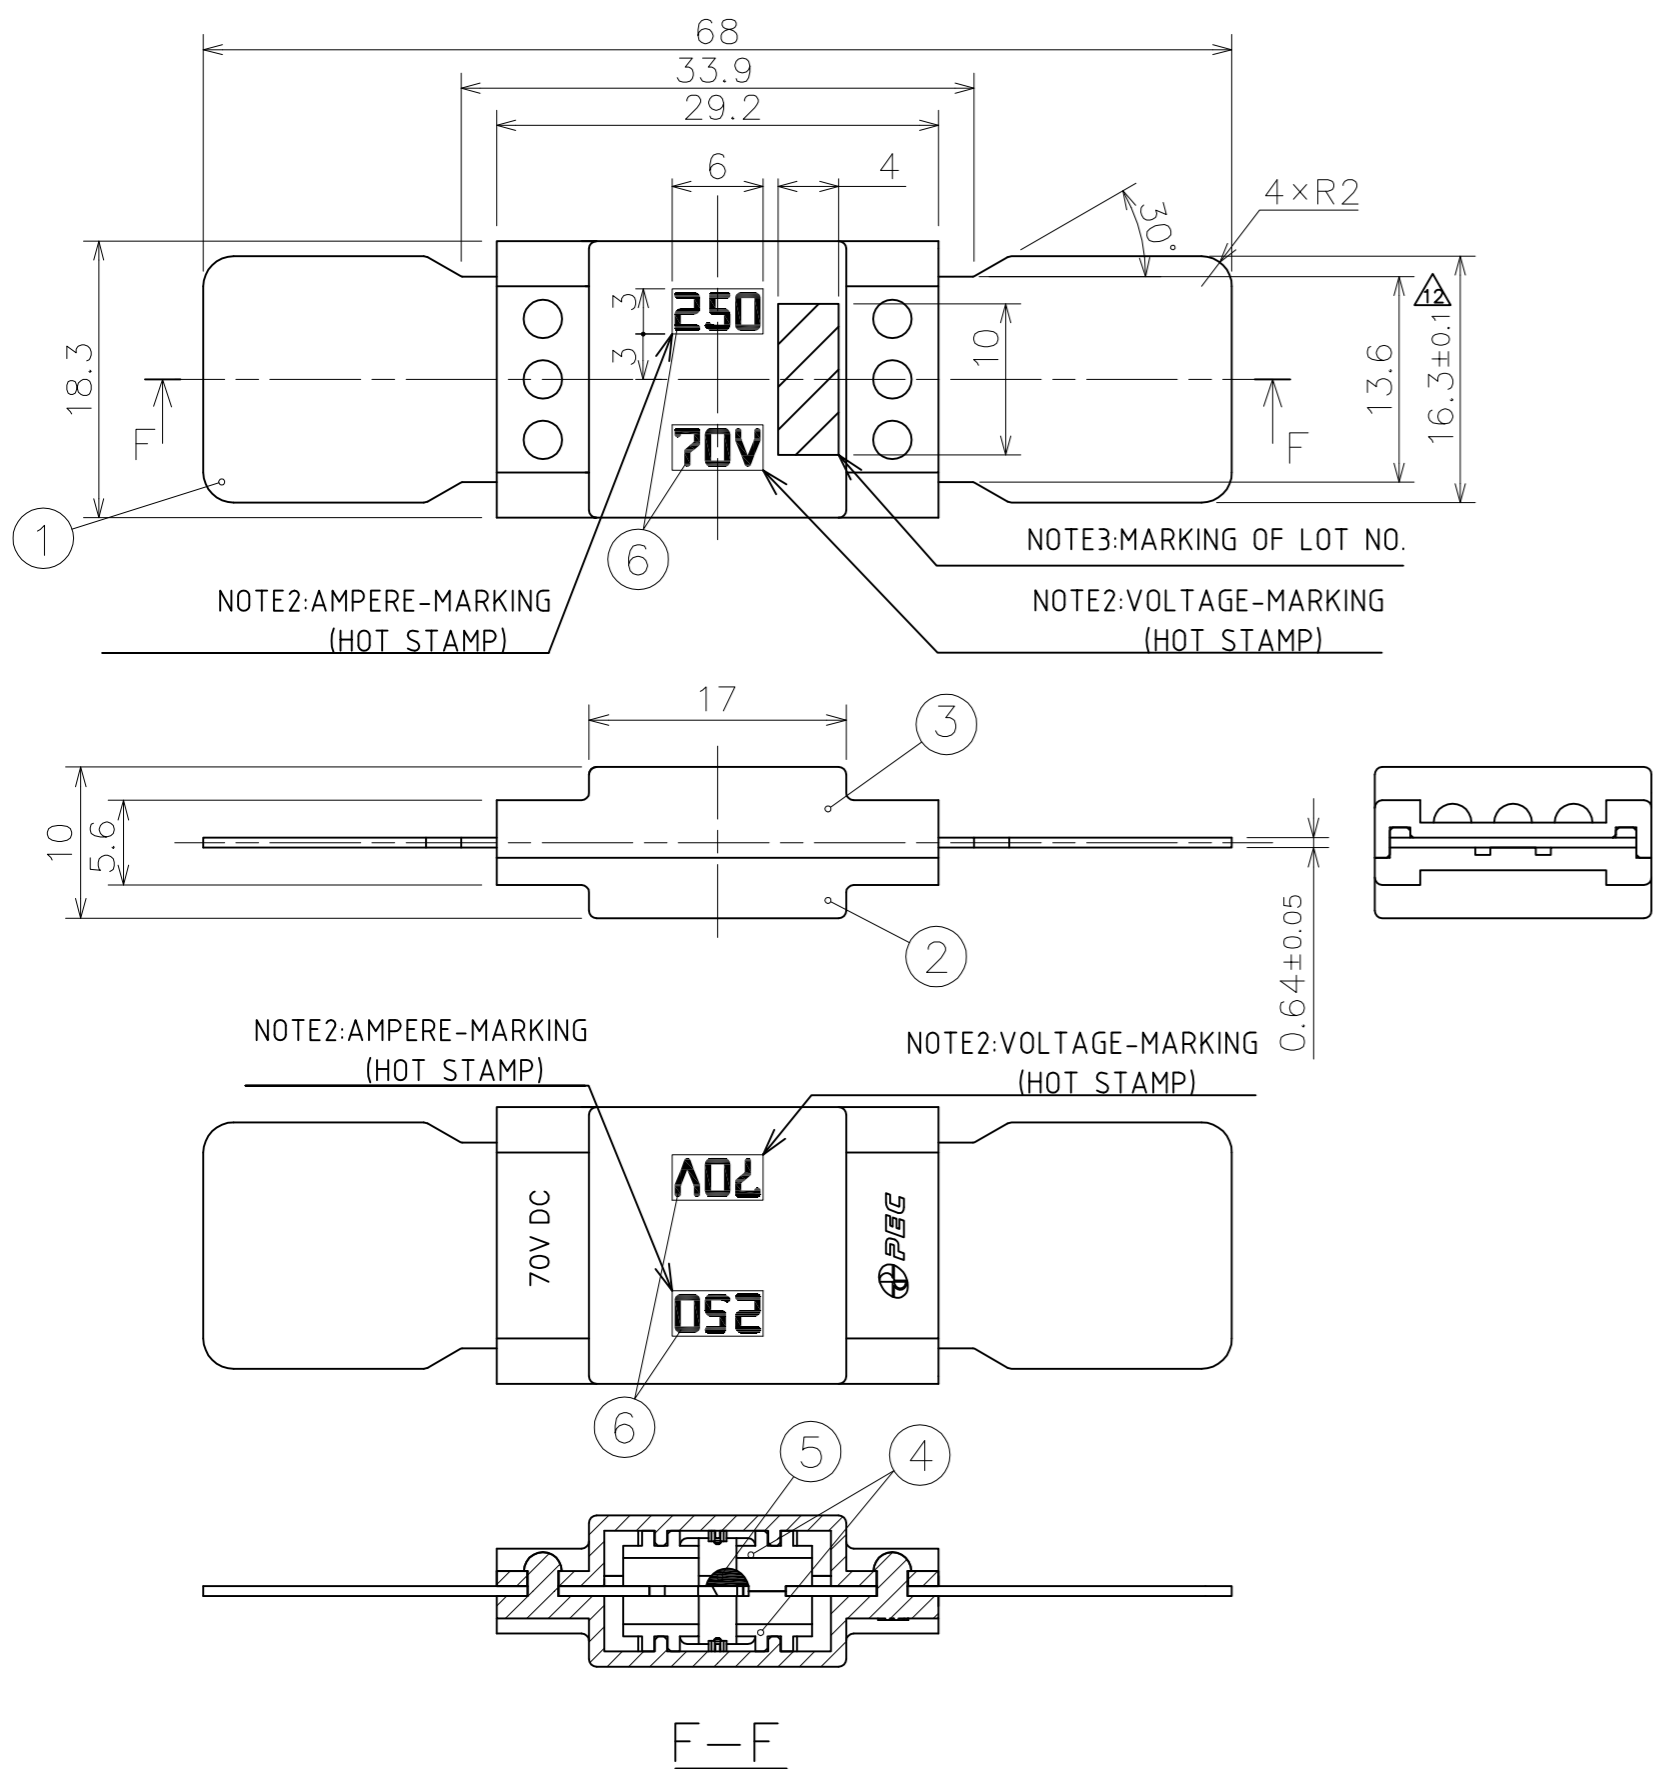 68
33.9
29.2
6
4
4×R2
30°
18.3
3
3
250
70V
10
13.6
16.3±0.1
12
F
F
1
6
NOTE3:MARKING OF LOT NO.
NOTE2:AMPERE-MARKING
(HOT STAMP)
NOTE2:VOLTAGE-MARKING
(HOT STAMP)
17
3
10
5.6
2
0.64±0.05
NOTE2:AMPERE-MARKING
(HOT STAMP)
NOTE2:VOLTAGE-MARKING
(HOT STAMP)
70V DC
70V
250
PEC
6
5
4
F-F